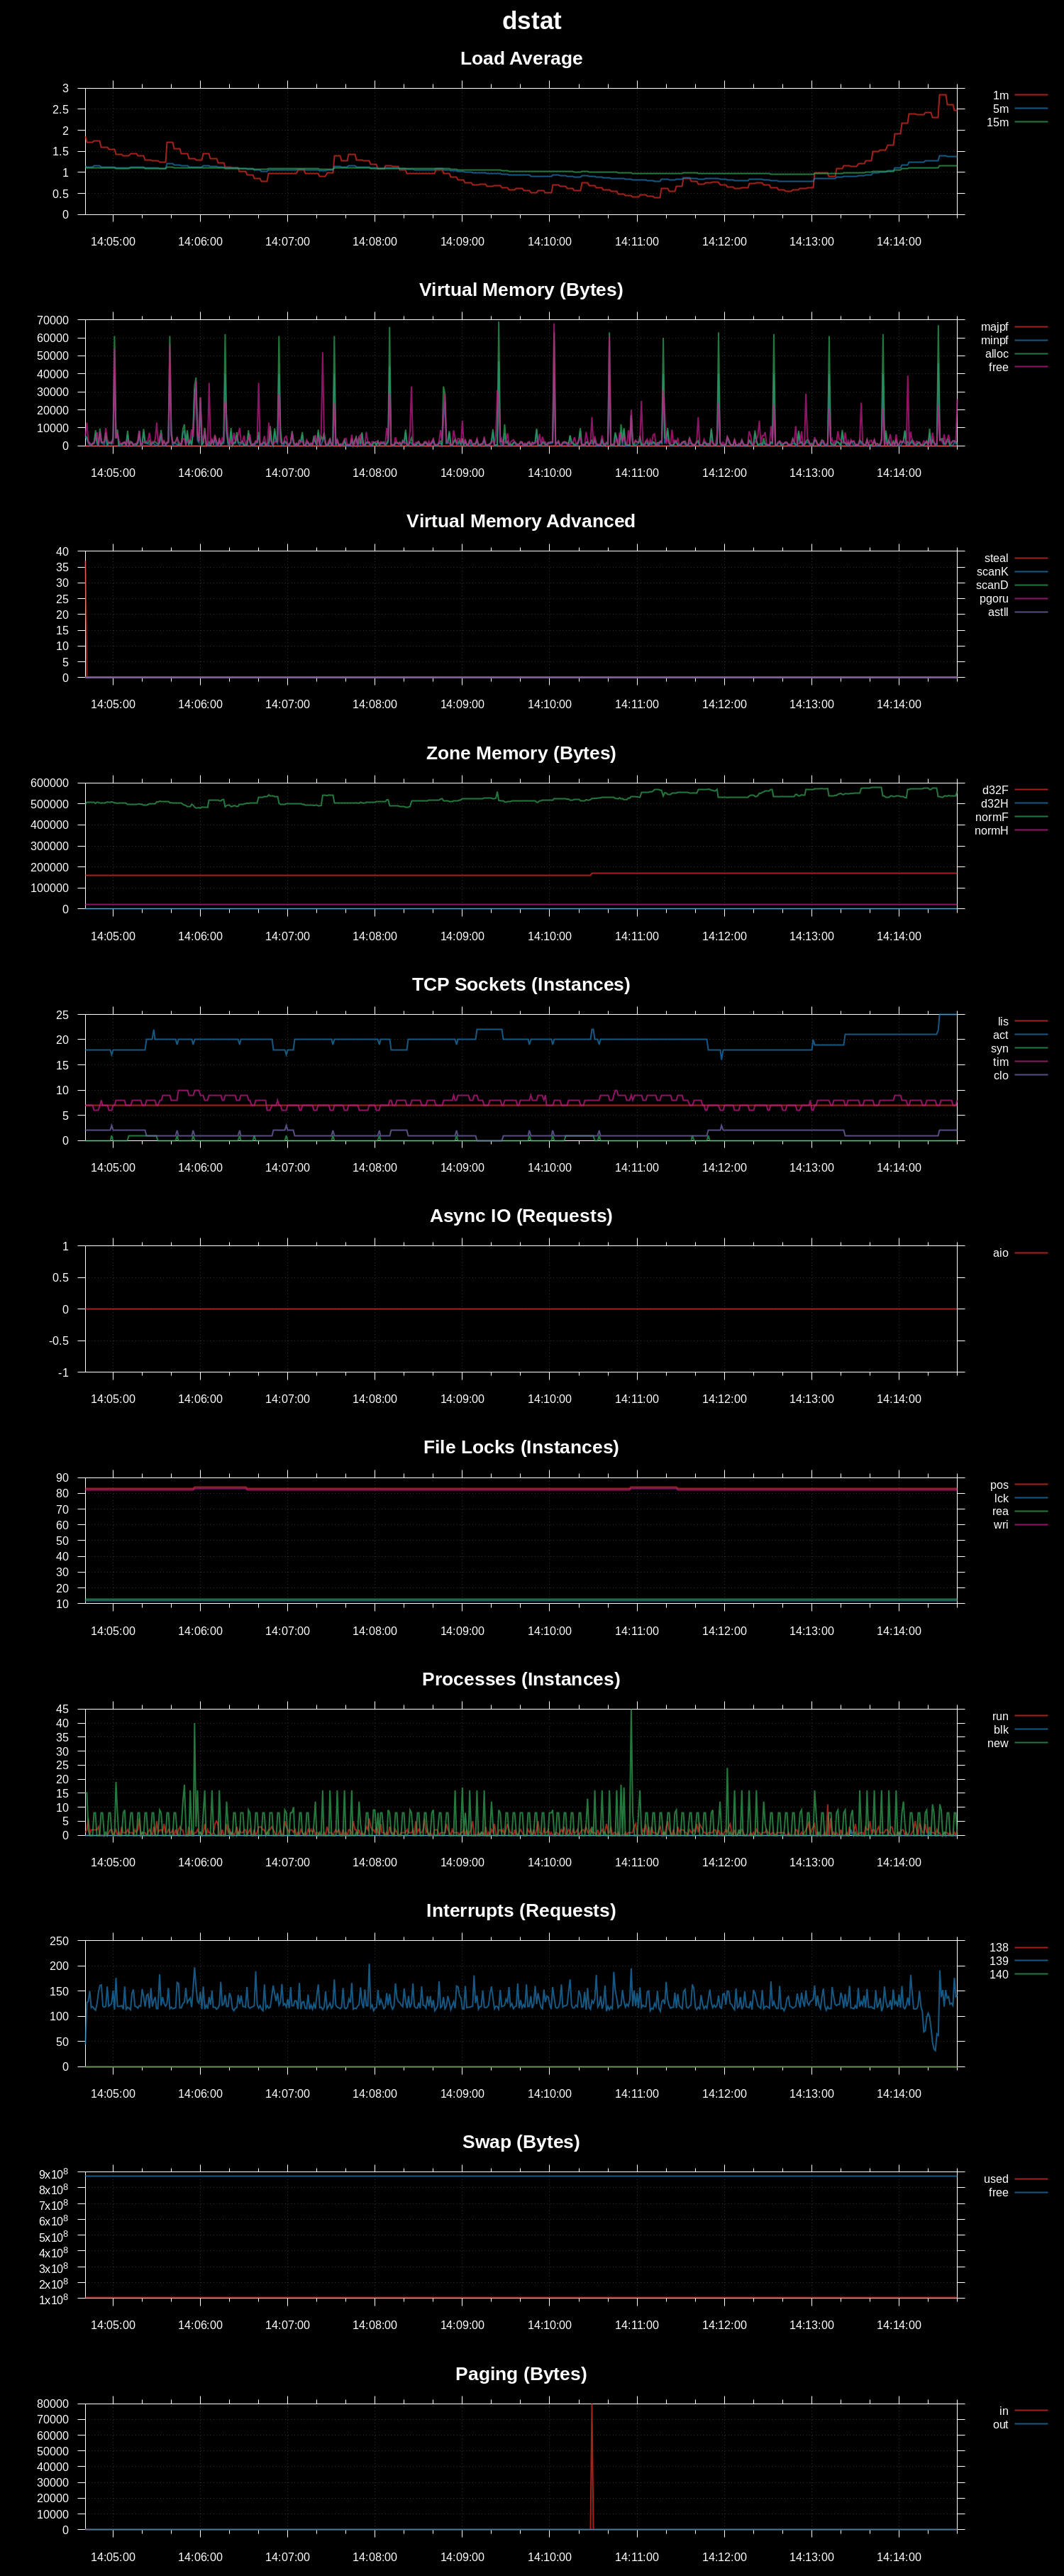 dstat
Load Average
3
2.5
2
1.5
1
0.5
0
1m
5m
15m
14:05:00 14:06:00 14:07:00 14:08:00 14:09:00 14:10:00 14:11:00 14:12:00 14:13:00 14:14:00
Virtual Memory (Bytes)
70000
60000
50000
40000
30000
20000
10000
0
majpf
minpf
alloc
free
14:05:00 14:06:00 14:07:00 14:08:00 14:09:00 14:10:00 14:11:00 14:12:00 14:13:00 14:14:00
Virtual Memory Advanced
40
35
30
25
20
15
10
5
0
steal
scanK
scanD
pgoru
astll
14:05:00 14:06:00 14:07:00 14:08:00 14:09:00 14:10:00 14:11:00 14:12:00 14:13:00 14:14:00
Zone Memory (Bytes)
600000
500000
400000
300000
200000
100000
0
d32F
d32H
normF
normH
14:05:00 14:06:00 14:07:00 14:08:00 14:09:00 14:10:00 14:11:00 14:12:00 14:13:00 14:14:00
TCP Sockets (Instances)
25
20
15
10
5
0
lis
act
syn
tim
clo
14:05:00 14:06:00 14:07:00 14:08:00 14:09:00 14:10:00 14:11:00 14:12:00 14:13:00 14:14:00
Async IO (Requests)
1
0.5
0
-0.5
-1
aio
14:05:00 14:06:00 14:07:00 14:08:00 14:09:00 14:10:00 14:11:00 14:12:00 14:13:00 14:14:00
File Locks (Instances)
90
80
70
60
50
40
30
20
10
pos
lck
rea
wri
14:05:00 14:06:00 14:07:00 14:08:00 14:09:00 14:10:00 14:11:00 14:12:00 14:13:00 14:14:00
Processes (Instances)
45
40
35
30
25
20
15
10
5
0
run
blk
new
14:05:00 14:06:00 14:07:00 14:08:00 14:09:00 14:10:00 14:11:00 14:12:00 14:13:00 14:14:00
Interrupts (Requests)
250
200
150
100
50
0
138
139
140
14:05:00 14:06:00 14:07:00 14:08:00 14:09:00 14:10:00 14:11:00 14:12:00 14:13:00 14:14:00
Swap (Bytes)
9x10⁸
8x10⁸
7x10⁸
6x10⁸
5x10⁸
4x10⁸
3x10⁸
2x10⁸
1x10⁸
used
free
14:05:00 14:06:00 14:07:00 14:08:00 14:09:00 14:10:00 14:11:00 14:12:00 14:13:00 14:14:00
Paging (Bytes)
80000
70000
60000
50000
40000
30000
20000
10000
0
in
out
14:05:00 14:06:00 14:07:00 14:08:00 14:09:00 14:10:00 14:11:00 14:12:00 14:13:00 14:14:00